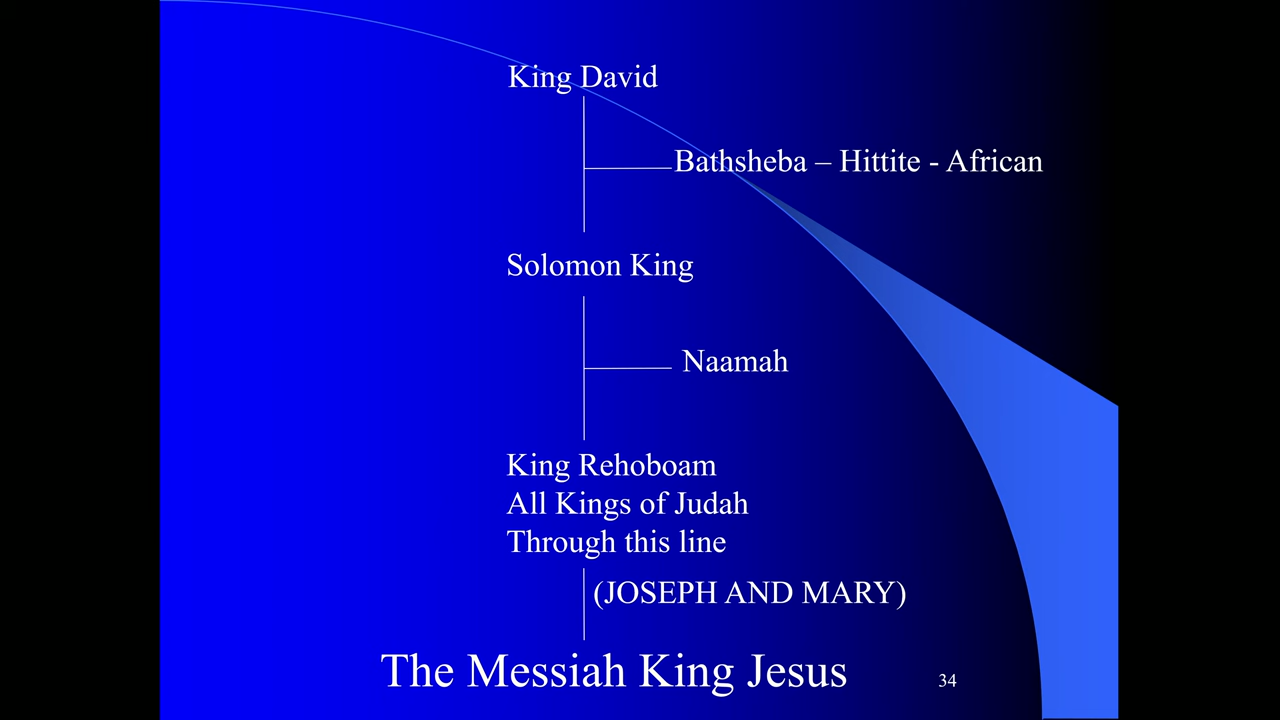 King David
Bathsheba – Hittite - African
Solomon King
Naamah
King Rehoboam
All Kings of Judah
Through this line
(JOSEPH AND MARY)
The Messiah King Jesus
34